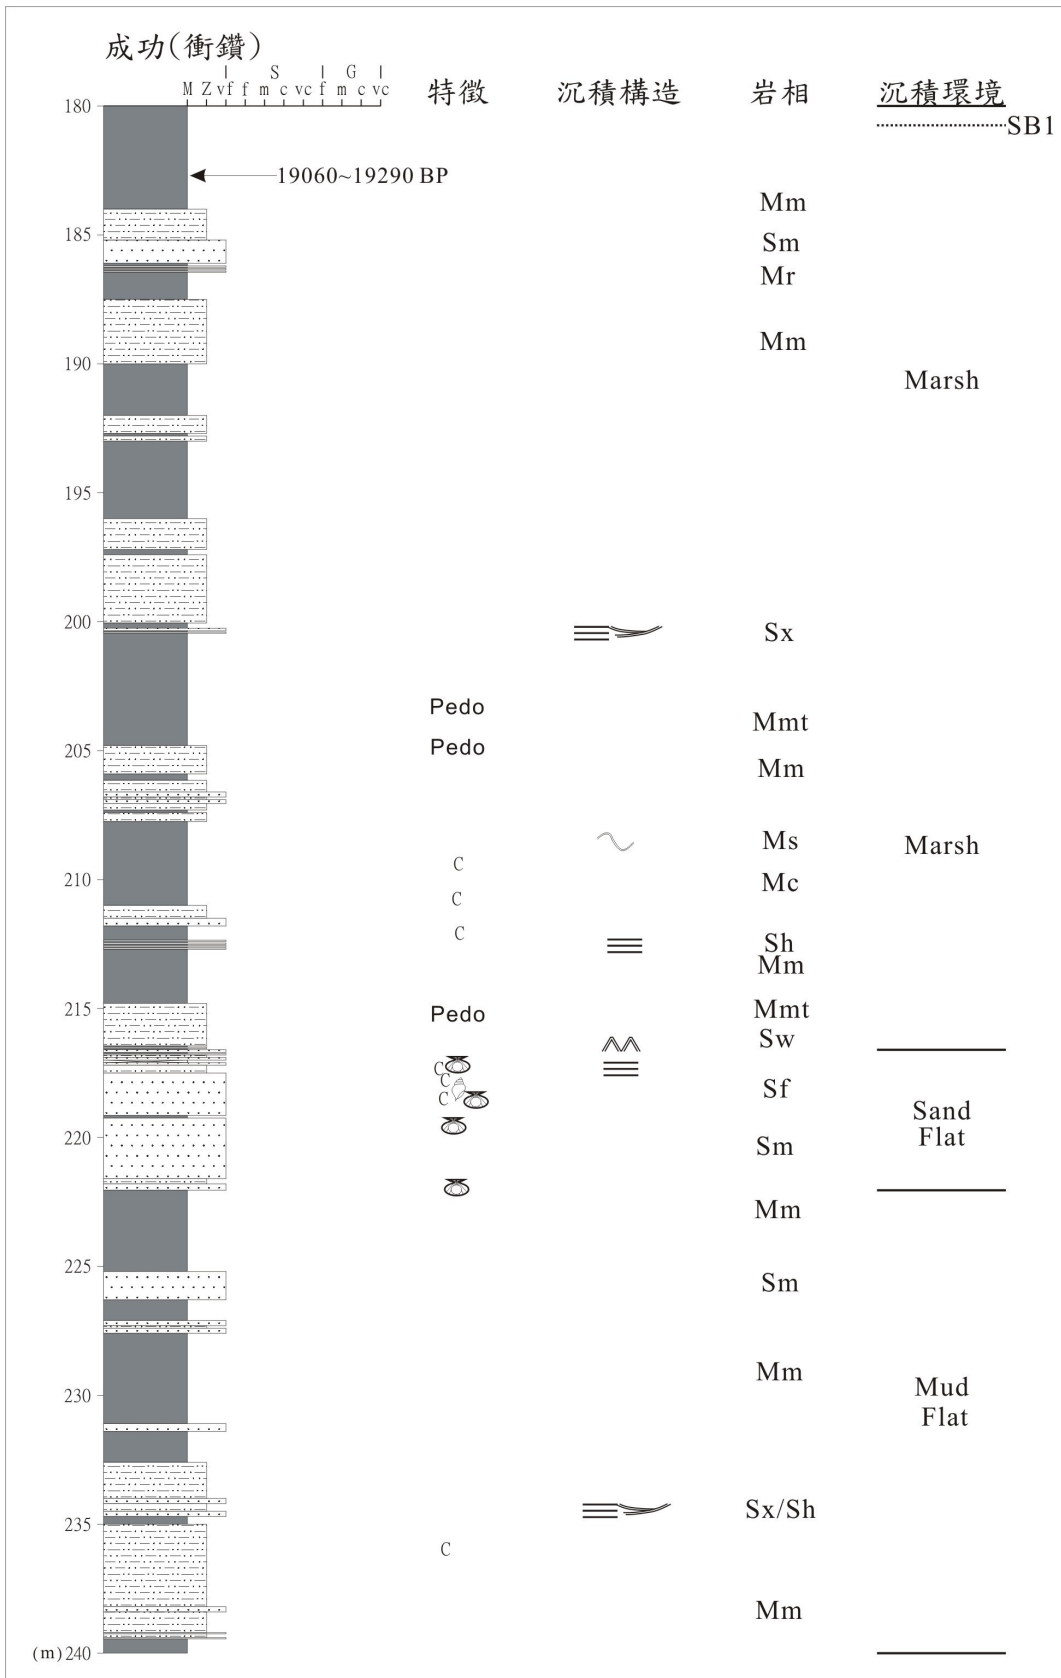 成功(衝鑽)
S G
M Z vf f m c vc f m c vc
特徵 沉積構造 岩相 沉積環境
180
SB1
19060~19290 BP
Mm
185
Sm
Mr
Mm
190
Marsh
195
200
Sx
Pedo
Mmt
205
Pedo
Mm
Ms
Marsh
C
210
Mc
C
C
Sh
Mm
215
Pedo
Mmt
Sw
C
C
Sf
C
Sand
Flat
220
Sm
Mm
225
Sm
Mm
230
Mud
Flat
Sx/Sh
235
C
Mm
(m) 240